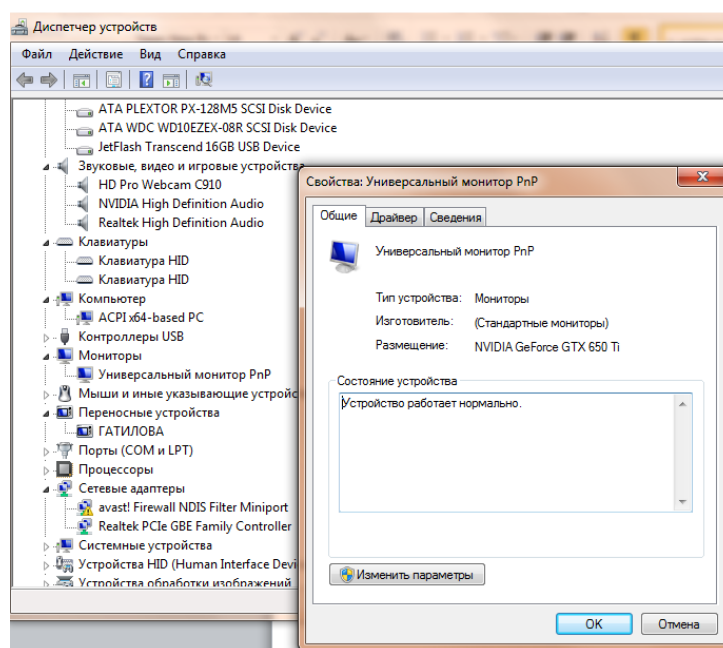 Диспетчер устройств
Файл Действие Вид Справка
ATA PLEXTOR PX-128M5 SCSI Disk Device
ATA WDC WD10EZEX-08R SCSI Disk Device
JetFlash Transcend 16GB USB Device
Звуковые, видео и игровые устройства
HD Pro Webcam C910
NVIDIA High Definition Audio
Realtek High Definition Audio
Клавиатуры
Клавиатура HID
Клавиатура HID
Компьютер
ACPI x64-based PC
Контроллеры USB
Мониторы
Универсальный монитор PnP
Мыши и иные указывающие устройс
Переносные устройства
ГАТИЛОВА
Порты (COM и LPT)
Процессоры
Сетевые адаптеры
avast! Firewall NDIS Filter Miniport
Realtek PCIe GBE Family Controller
Системные устройства
Устройства HID (Human Interface Devi
Устройства обработки изображений
Свойства: Универсальный монитор PnP
Общие Драйвер Сведения
Универсальный монитор PnP
Тип устройства: Мониторы
Изготовитель: (Стандартные мониторы)
Размещение: NVIDIA GeForce GTX 650 Ti
Состояние устройства
Устройство работает нормально.
Изменить параметры
OK Отмена